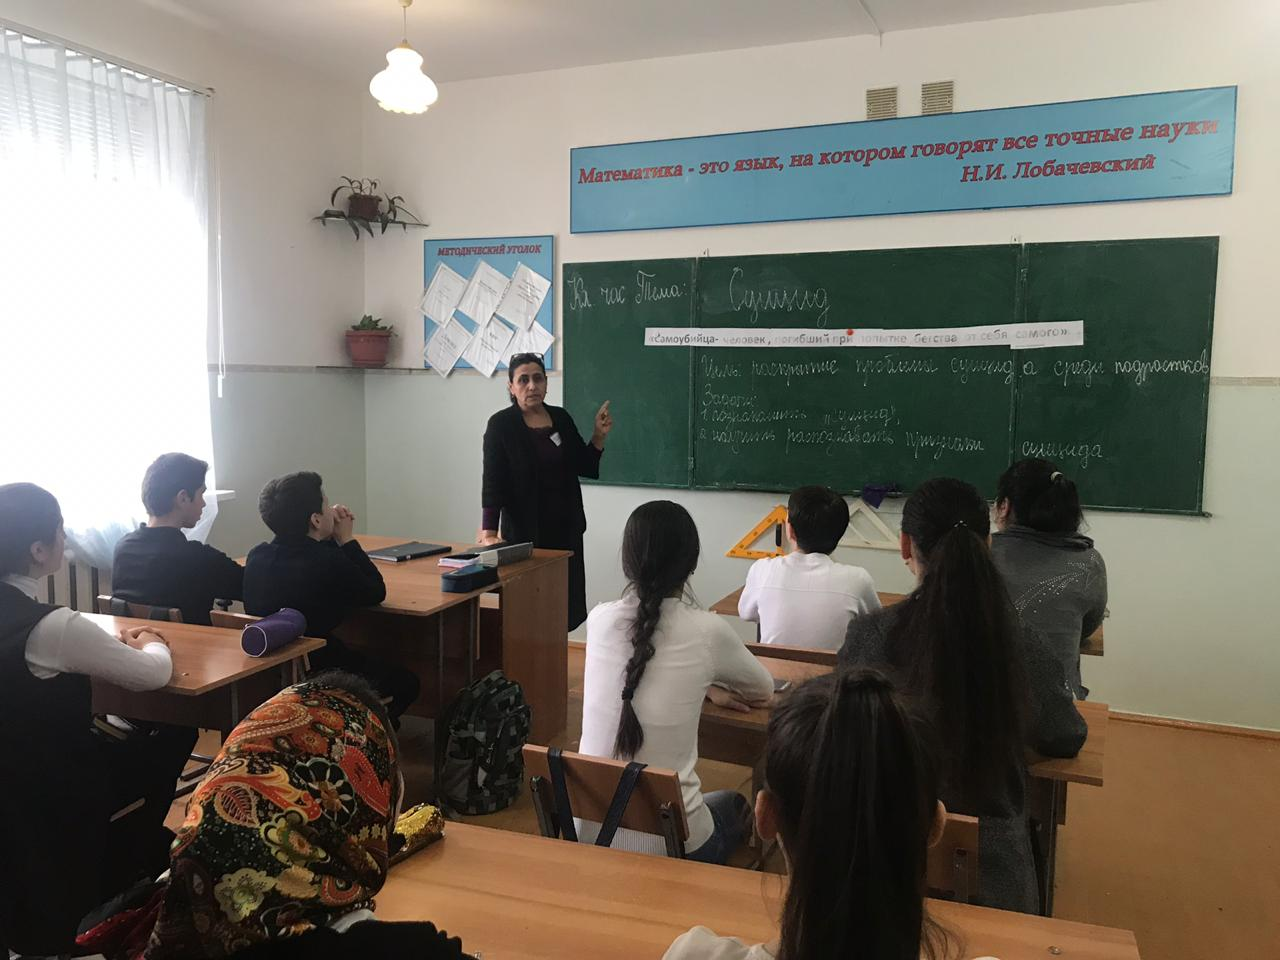 Математика - это язык, на котором говорят все точные науки
Н.И. Лобачевский
МЕТОДИЧЕСКИЙ УГОЛОК
Кл час Тема: Суицид
«Самоубийца- человек, погибший при попытке бегства от себя самого»
Цель: раскрытие проблемы суицида среди подростков
Задачи:
1 познакомить "суицид",
2 научить распознавать признаки суицида